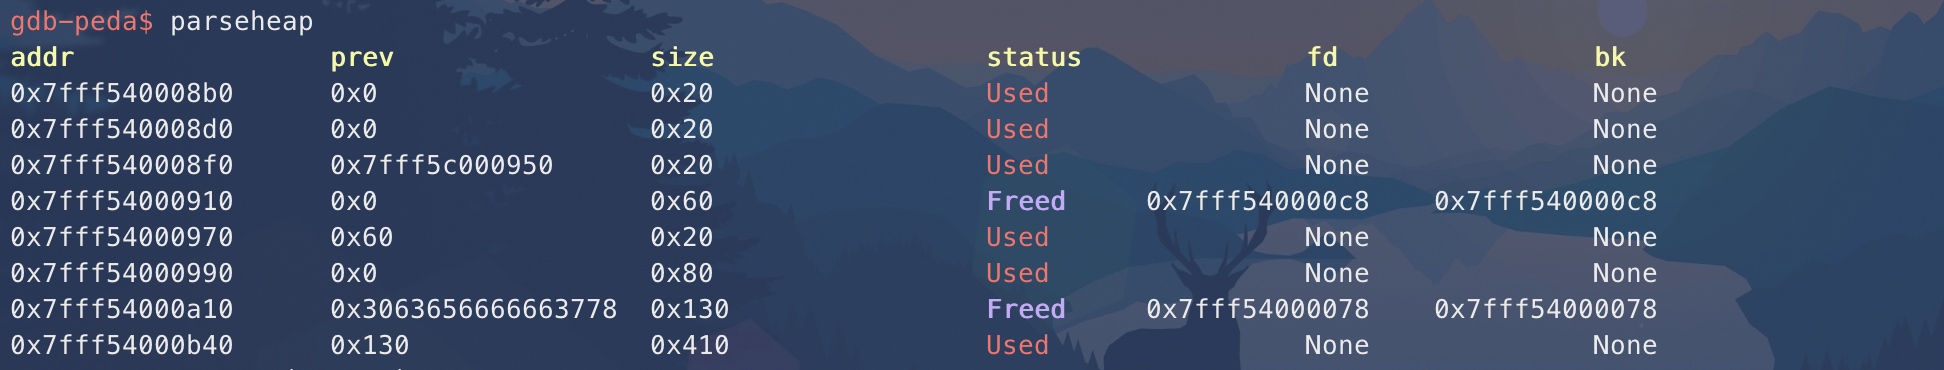 gdb-peda$ parseheap
addr prev size status fd bk
0x7fff540008b0 0x0 0x20 Used None None
0x7fff540008d0 0x0 0x20 Used None None
0x7fff540008f0 0x7fff5c000950 0x20 Used None None
0x7fff54000910 0x0 0x60 Freed 0x7fff540000c8 0x7fff540000c8
0x7fff54000970 0x60 0x20 Used None None
0x7fff54000990 0x0 0x80 Used None None
0x7fff54000a10 0x3063656666663778 0x130 Freed 0x7fff54000078 0x7fff54000078
0x7fff54000b40 0x130 0x410 Used None None